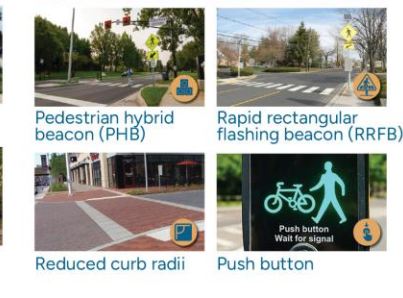 Pedestrian hybrid
beacon (PHB)
Rapid rectangular
flashing beacon (RRFB)
Push button
Wait for signal
Reduced curb radii
Push button